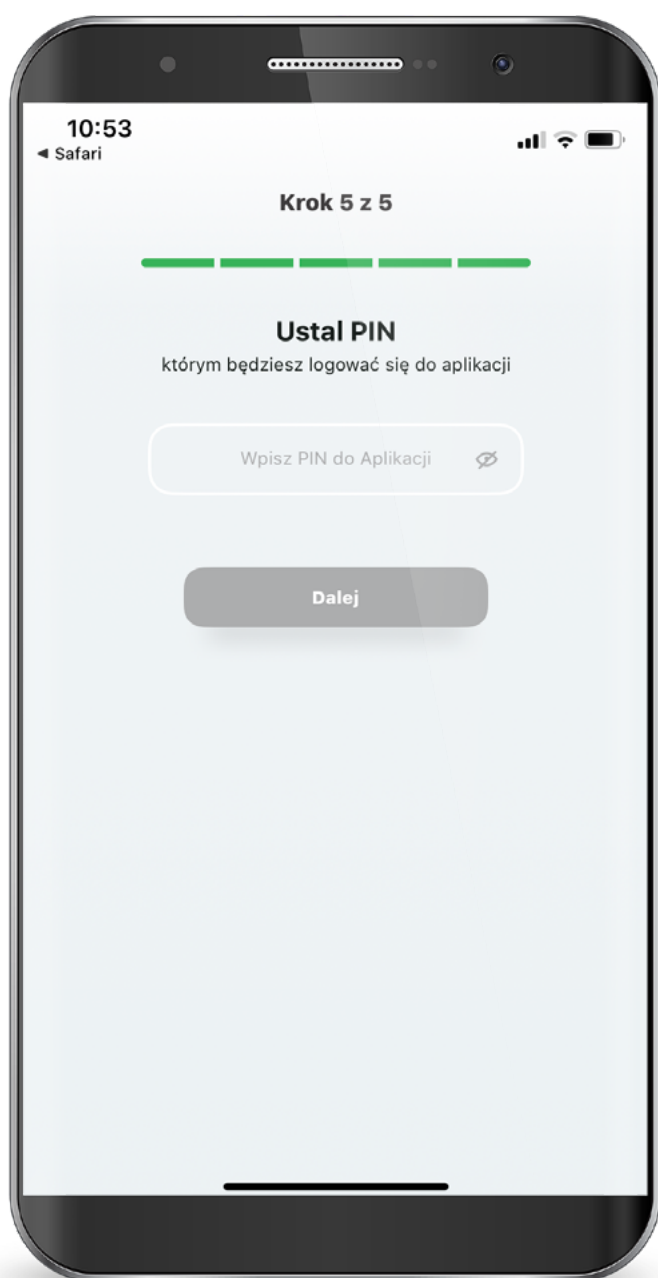 10:53
◀ Safari
Krok 5 z 5
Ustal PIN
którym będziesz logować się do aplikacji
Wpisz PIN do Aplikacji
Dalej